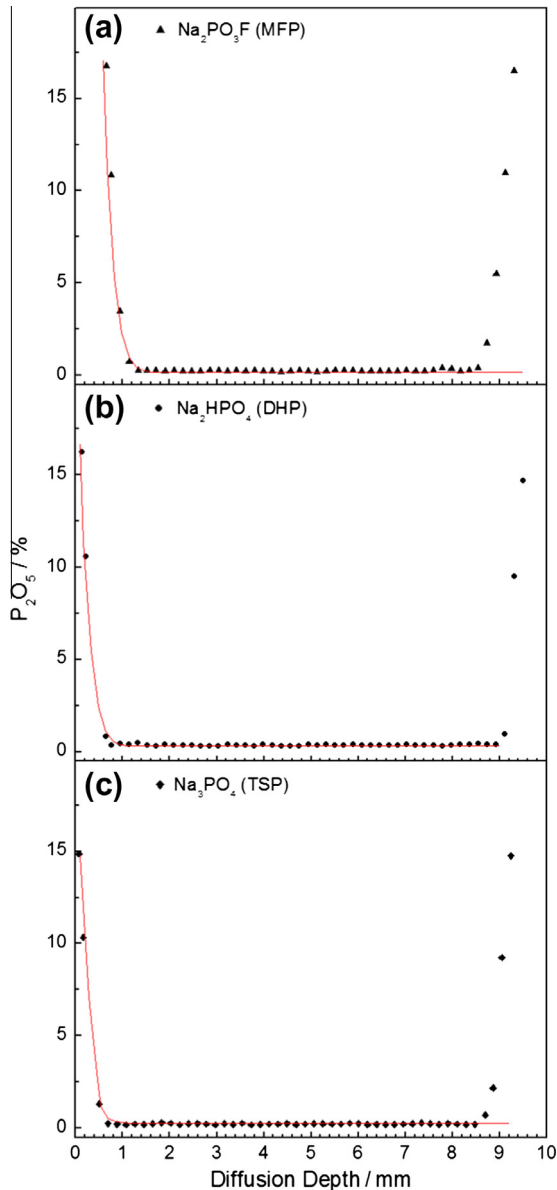 (a) ▲ Na₂PO₃F (MFP)
15
10
5
0
(b) ● Na₂HPO₄ (DHP)
15
10
5
0
P₂O₅ / %
(c) ◆ Na₃PO₄ (TSP)
15
10
5
0
0 1 2 3 4 5 6 7 8 9 10
Diffusion Depth / mm